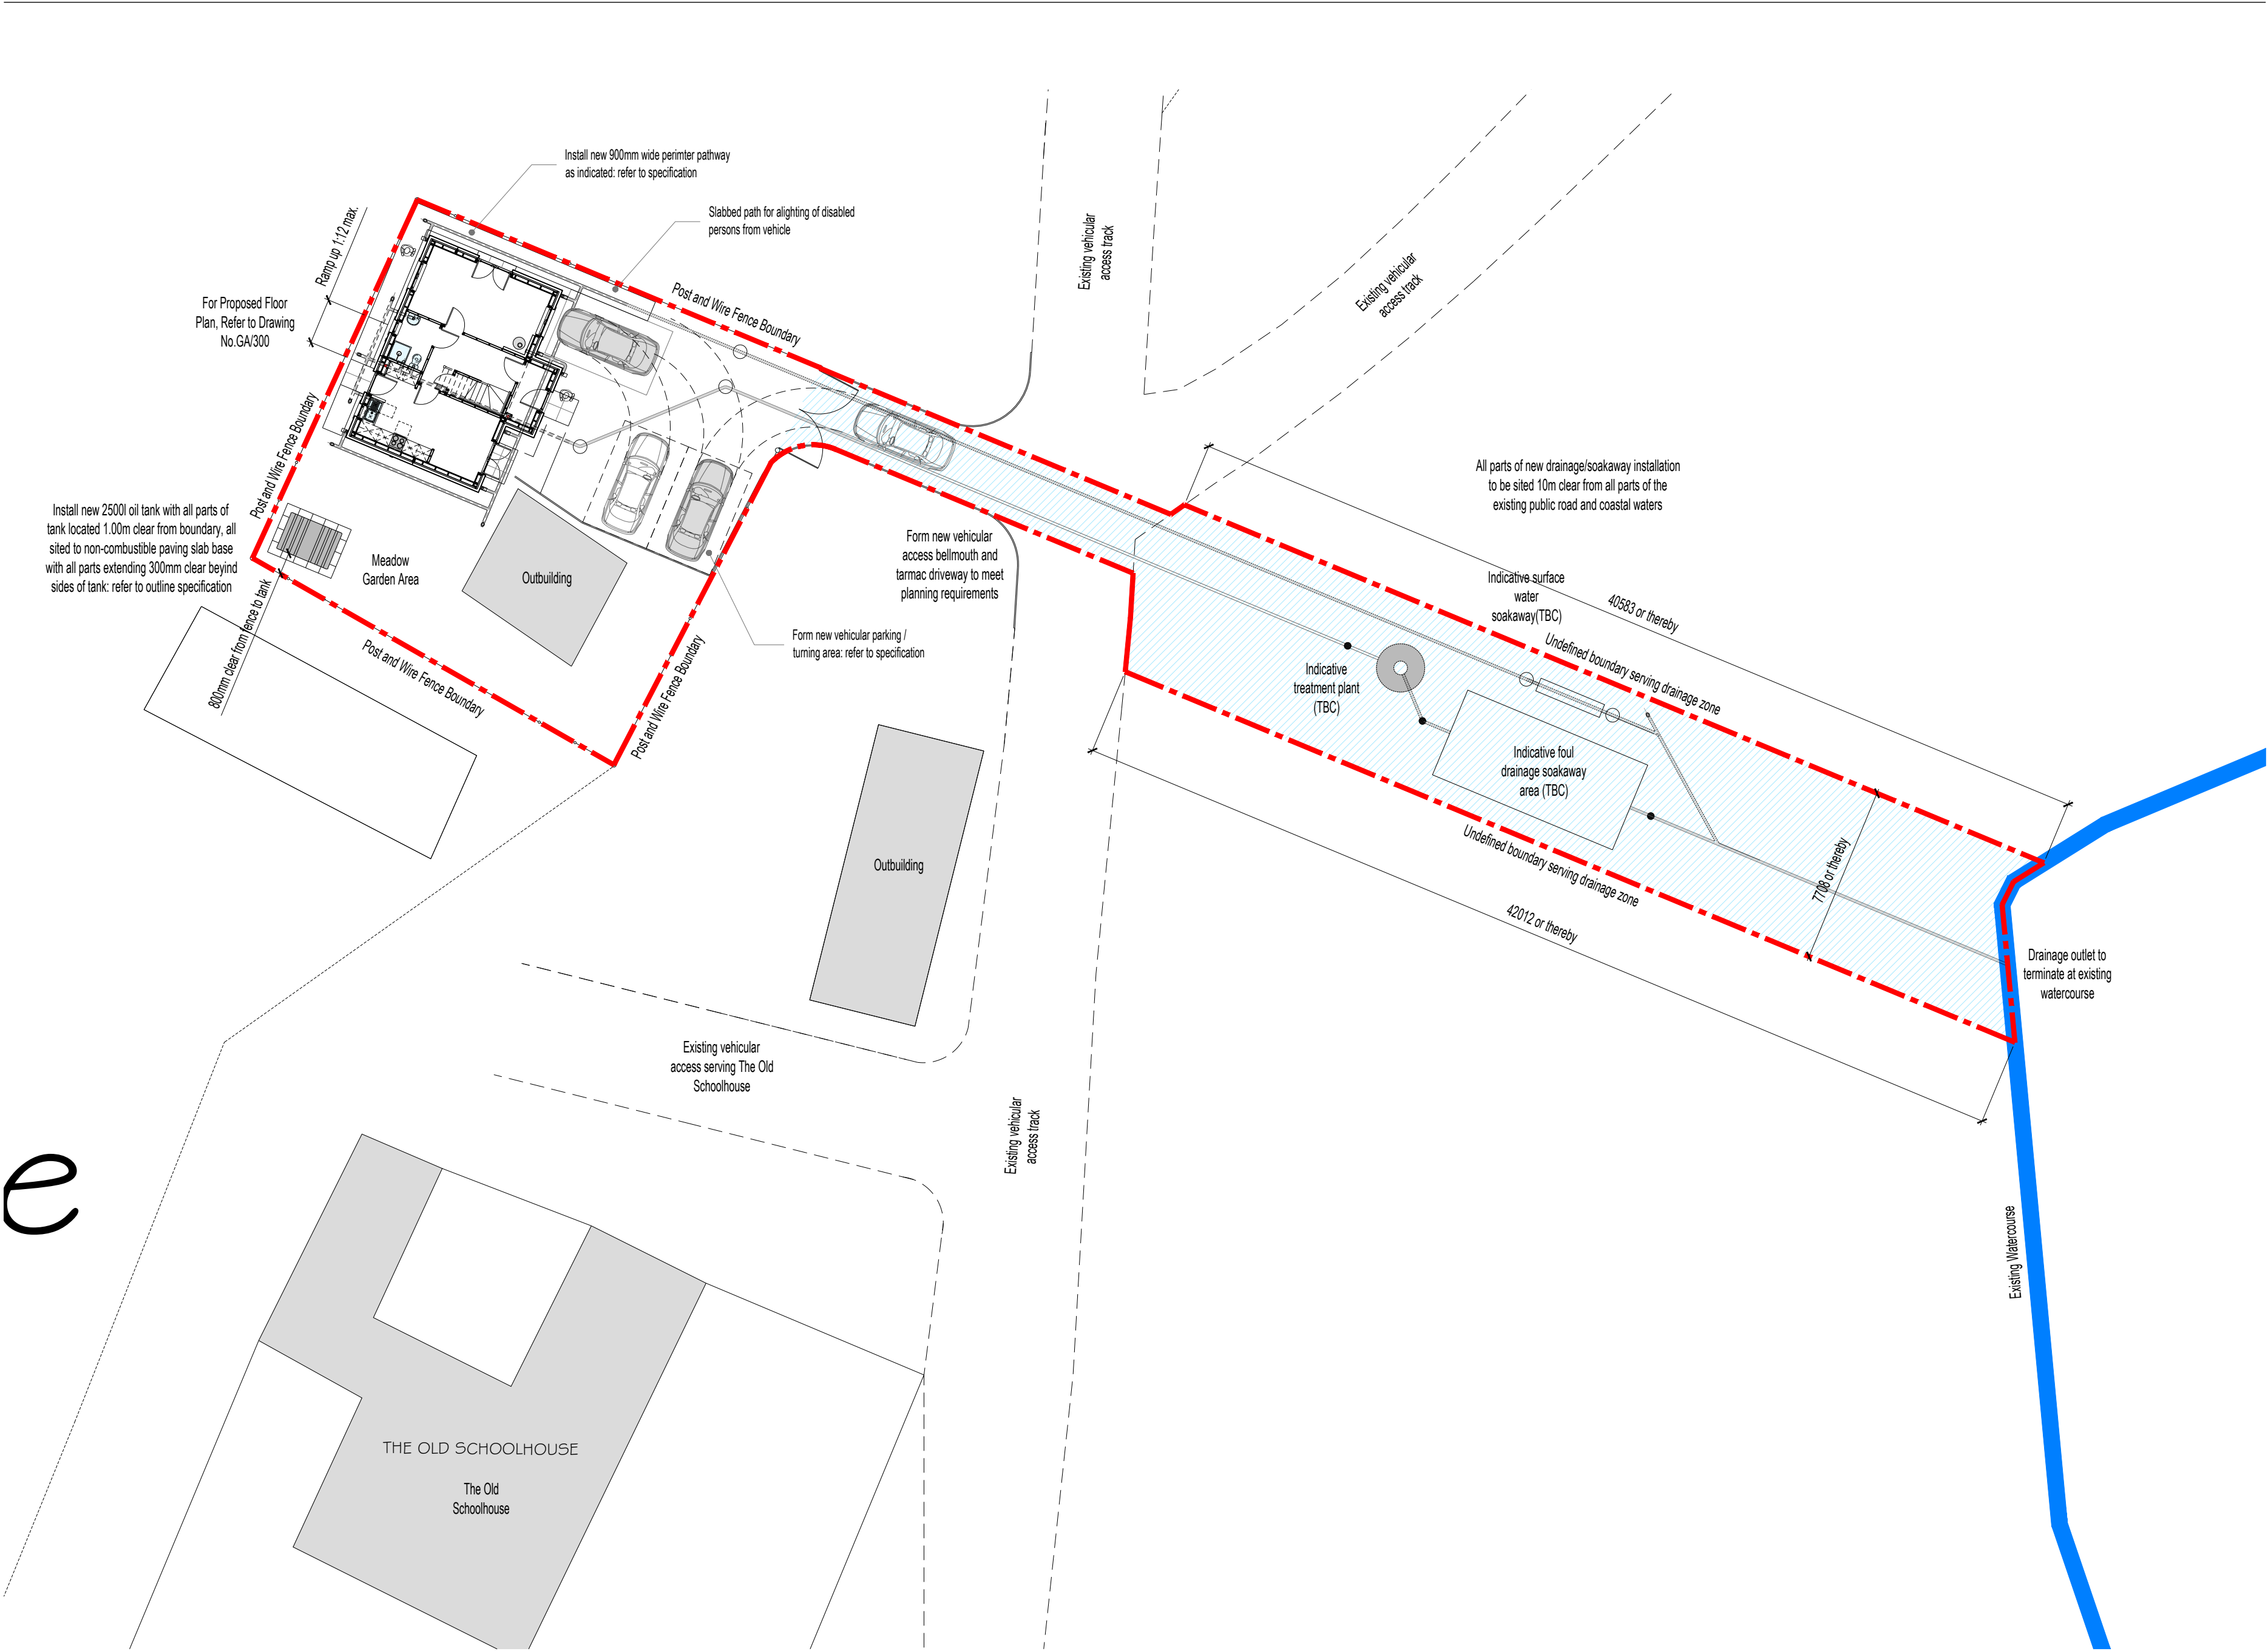 Install new 900mm wide perimter pathway
as indicated: refer to specification
Slabbed path for alighting of disabled
persons from vehicle
Ramp up 1:12 max.
For Proposed Floor
Plan, Refer to Drawing
No.GA/300
Post and Wire Fence Boundary
Existing vehicular
access track
Existing vehicular
access track
Post and Wire Fence Boundary
Install new 2500l oil tank with all parts of
tank located 1.00m clear from boundary, all
sited to non-combustible paving slab base
with all parts extending 300mm clear beyind
sides of tank: refer to outline specification
Meadow
Garden Area
Outbuilding
800mm clear from fence to tank
Post and Wire Fence Boundary
Post and Wire Fence Boundary
Form new vehicular
access bellmouth and
tarmac driveway to meet
planning requirements
Form new vehicular parking /
turning area: refer to specification
All parts of new drainage/soakaway installation
to be sited 10m clear from all parts of the
existing public road and coastal waters
Indicative surface
water
soakaway(TBC)
40583 or thereby
Undefined boundary serving drainage zone
Indicative
treatment plant
(TBC)
Indicative foul
drainage soakaway
area (TBC)
Undefined boundary serving drainage zone
7708 or thereby
42012 or thereby
Drainage outlet to
terminate at existing
watercourse
Outbuilding
Existing vehicular
access serving The Old
Schoolhouse
Existing vehicular
access track
Existing Watercourse
e
THE OLD SCHOOLHOUSE
The Old
Schoolhouse